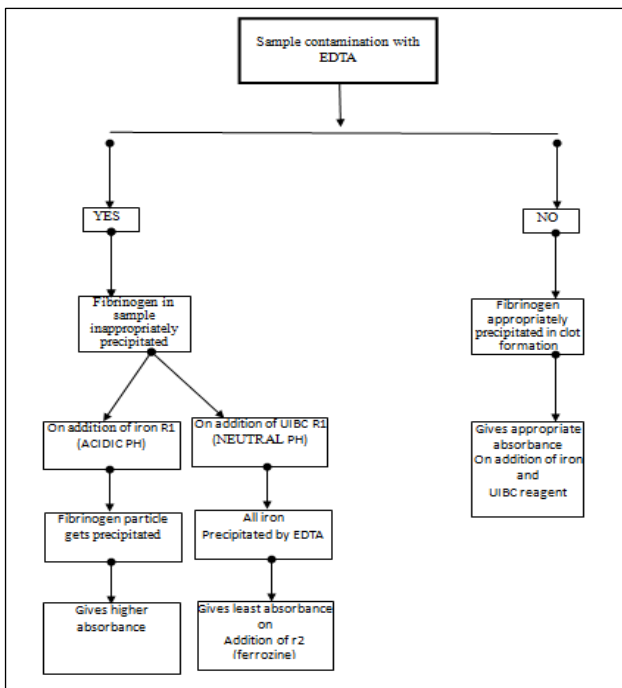 Sample contamination with
EDTA
YES
NO
Fibrinogen in
sample
inappropriately
precipitated
Fibrinogen
appropriately
precipitated in clot
formation
On addition of iron R1
(ACIDIC PH)
On addition of UIBC R1
(NEUTRAL PH)
Gives appropriate
absorbance
On addition of iron
and
UIBC reagent
Fibrinogen particle
gets precipitated
All iron
Precipitated by EDTA
Gives higher
absorbance
Gives least absorbance
on
Addition of r2
(ferrozine)